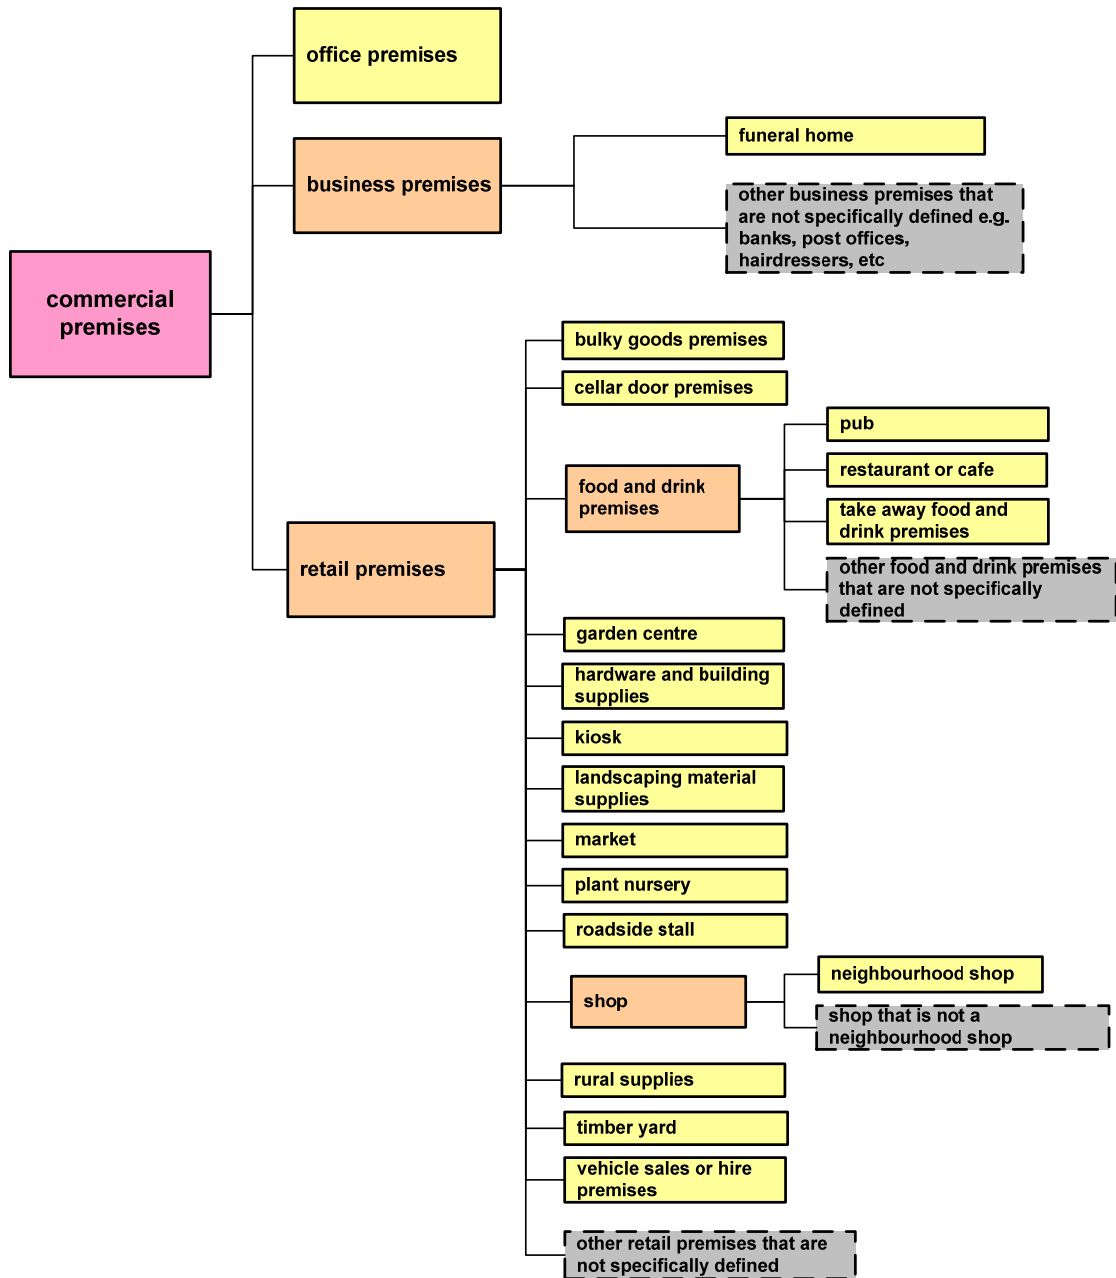 office premises
business premises
funeral home
other business premises that
are not specifically defined e.g.
banks, post offices,
hairdressers, etc
commercial
premises
retail premises
bulky goods premises
cellar door premises
food and drink
premises
pub
restaurant or cafe
take away food and
drink premises
other food and drink premises
that are not specifically
defined
garden centre
hardware and building
supplies
kiosk
landscaping material
supplies
market
plant nursery
roadside stall
shop
neighbourhood shop
shop that is not a
neighbourhood shop
rural supplies
timber yard
vehicle sales or hire
premises
other retail premises that are
not specifically defined